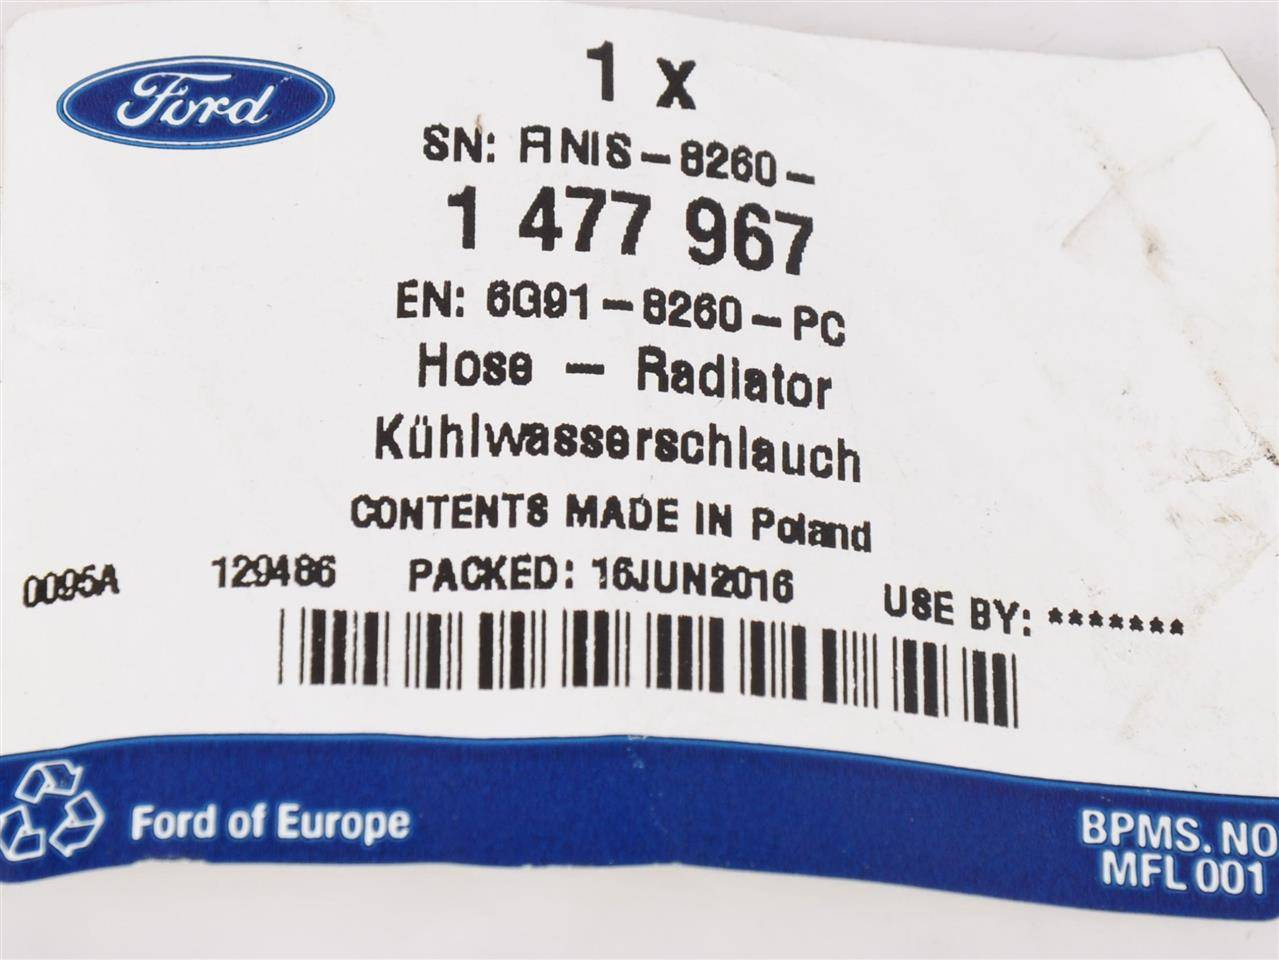 Ford
1 x
SN: FINIS-8260-
1 477 967
EN: 6G91-8260-PC
Hose - Radiator
Kühlwasserschlauch
CONTENTS MADE IN Poland
0095A 129486 PACKED: 16JUN2016 USE BY: *******
Ford of Europe
BPMS. NO
MFL 001